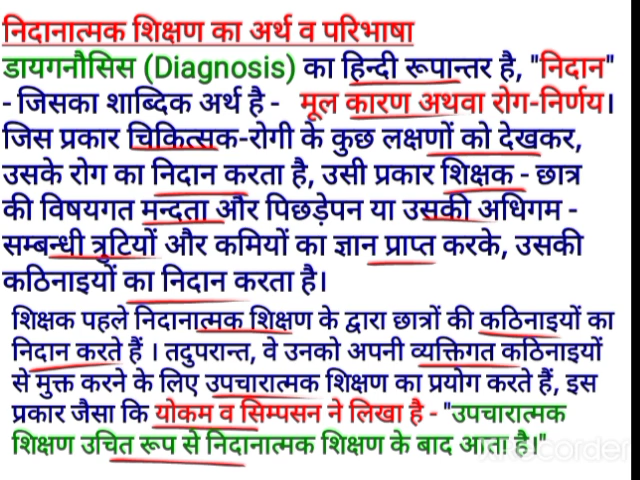 निदानात्मक शिक्षण का अर्थ व परिभाषा
डायगनौसिस (Diagnosis) का हिन्दी रूपान्तर है, "निदान"
- जिसका शाब्दिक अर्थ है - मूल कारण अथवा रोग-निर्णय।
जिस प्रकार चिकित्सक-रोगी के कुछ लक्षणों को देखकर,
उसके रोग का निदान करता है, उसी प्रकार शिक्षक - छात्र
की विषयगत मन्दता और पिछड़ेपन या उसकी अधिगम -
सम्बन्धी त्रुटियों और कमियों का ज्ञान प्राप्त करके, उसकी
कठिनाइयों का निदान करता है।
शिक्षक पहले निदानात्मक शिक्षण के द्वारा छात्रों की कठिनाइयों का
निदान करते हैं । तदुपरान्त, वे उनको अपनी व्यक्तिगत कठिनाइयों
से मुक्त करने के लिए उपचारात्मक शिक्षण का प्रयोग करते हैं, इस
प्रकार जैसा कि योकम व सिम्पसन ने लिखा है - "उपचारात्मक
शिक्षण उचित रूप से निदानात्मक शिक्षण के बाद आता है।"